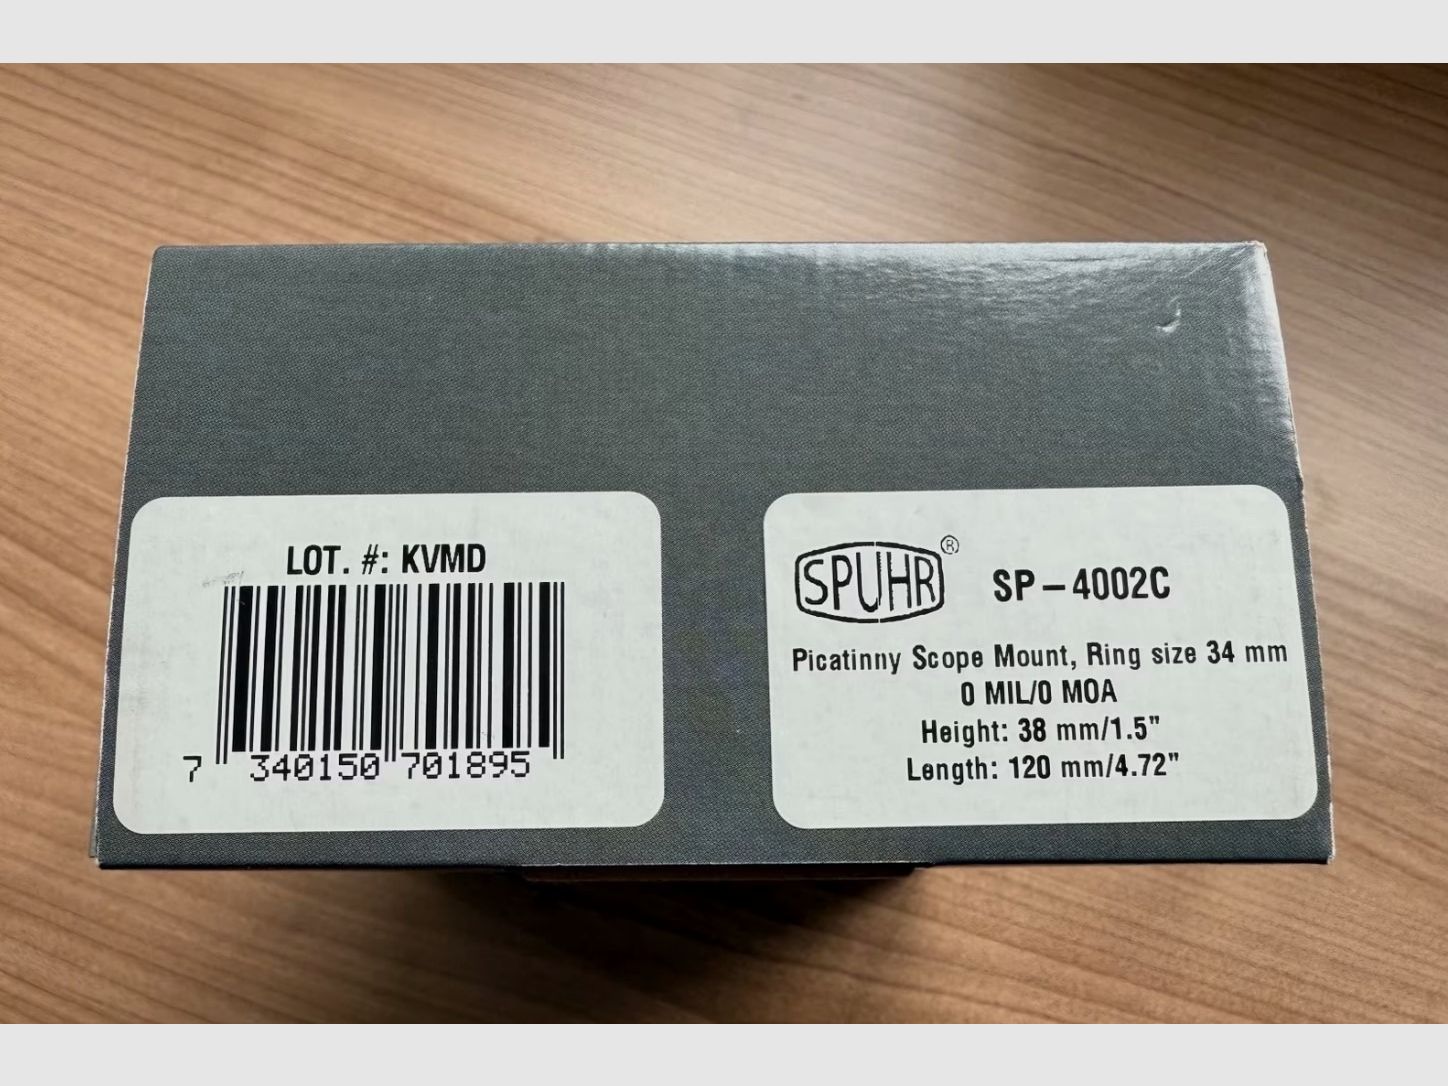 LOT. #: KVMD
7 340150 701895
SPUHR® SP-4002C
Picatinny Scope Mount, Ring size 34 mm
0 MIL/0 MOA
Height: 38 mm/1.5"
Length: 120 mm/4.72"